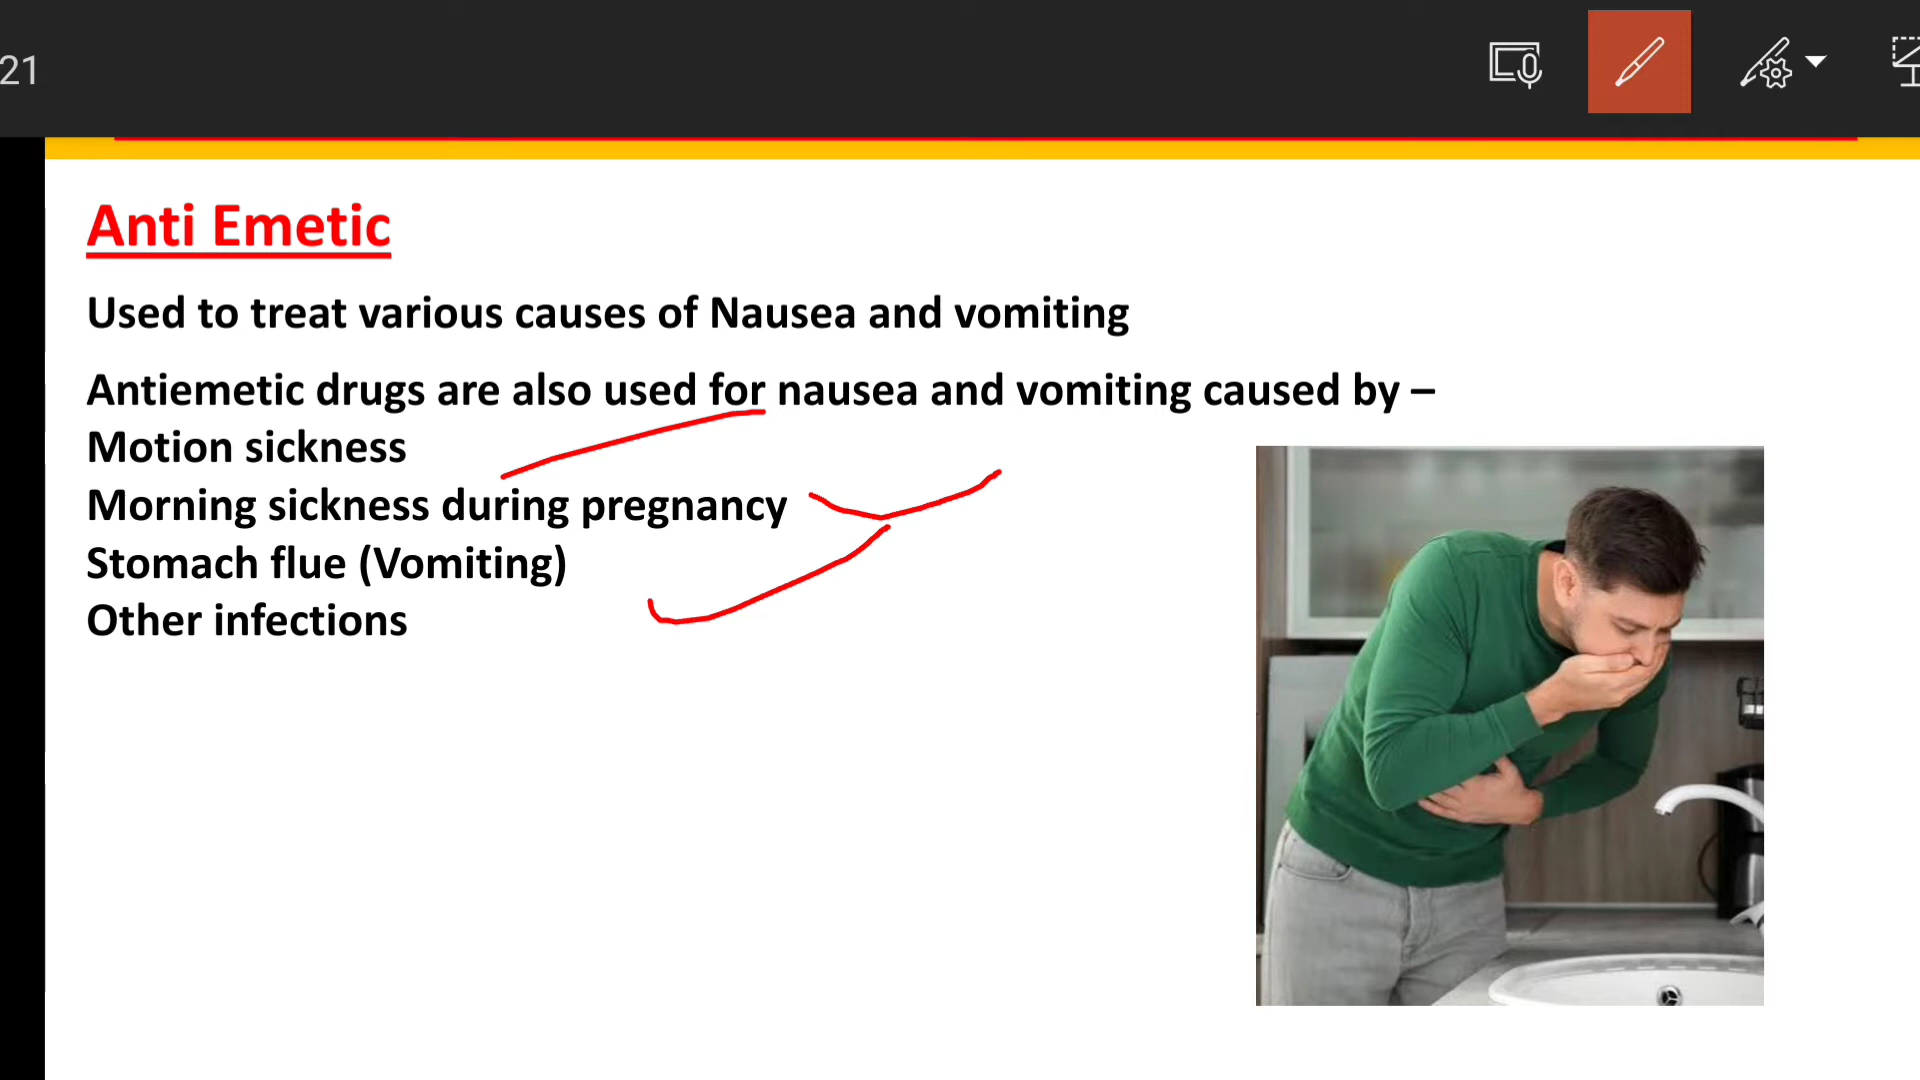 21
Anti Emetic
Used to treat various causes of Nausea and vomiting
Antiemetic drugs are also used for nausea and vomiting caused by –
Motion sickness
Morning sickness during pregnancy
Stomach flue (Vomiting)
Other infections